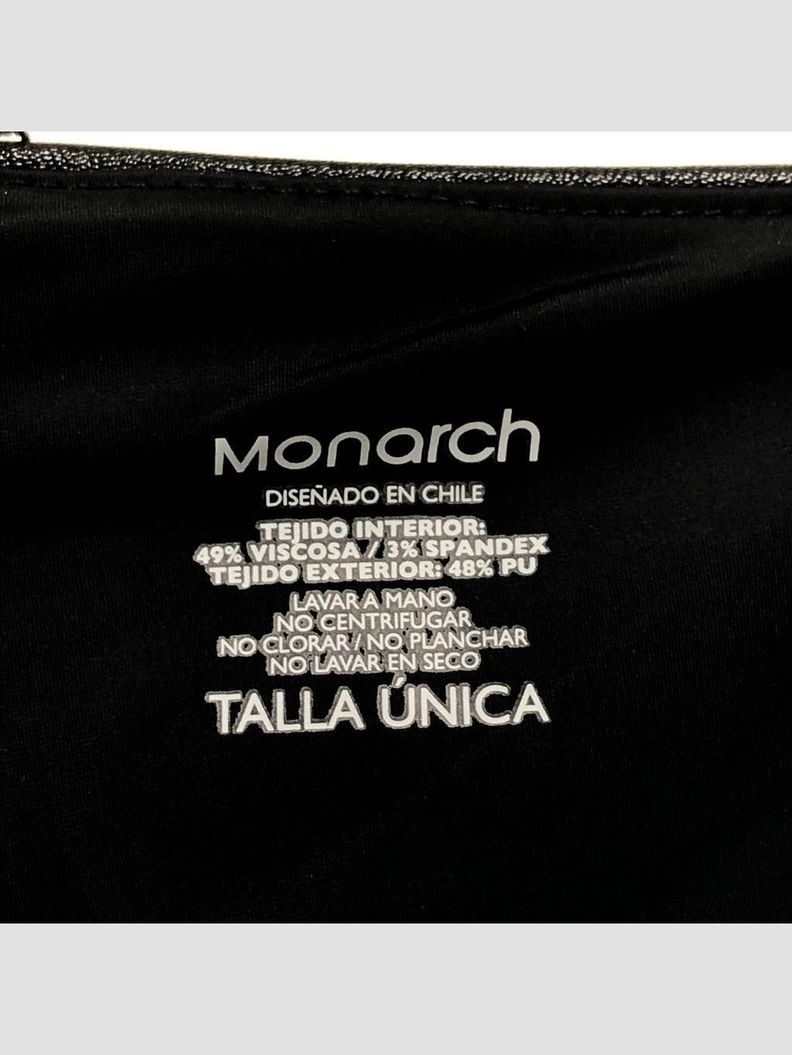 Monarch
DISEÑADO EN CHILE
TEJIDO INTERIOR:
49% VISCOSA / 3% SPANDEX
TEJIDO EXTERIOR: 48% PU
LAVAR A MANO
NO CENTRIFUGAR
NO CLORAR / NO PLANCHAR
NO LAVAR EN SECO
TALLA ÚNICA